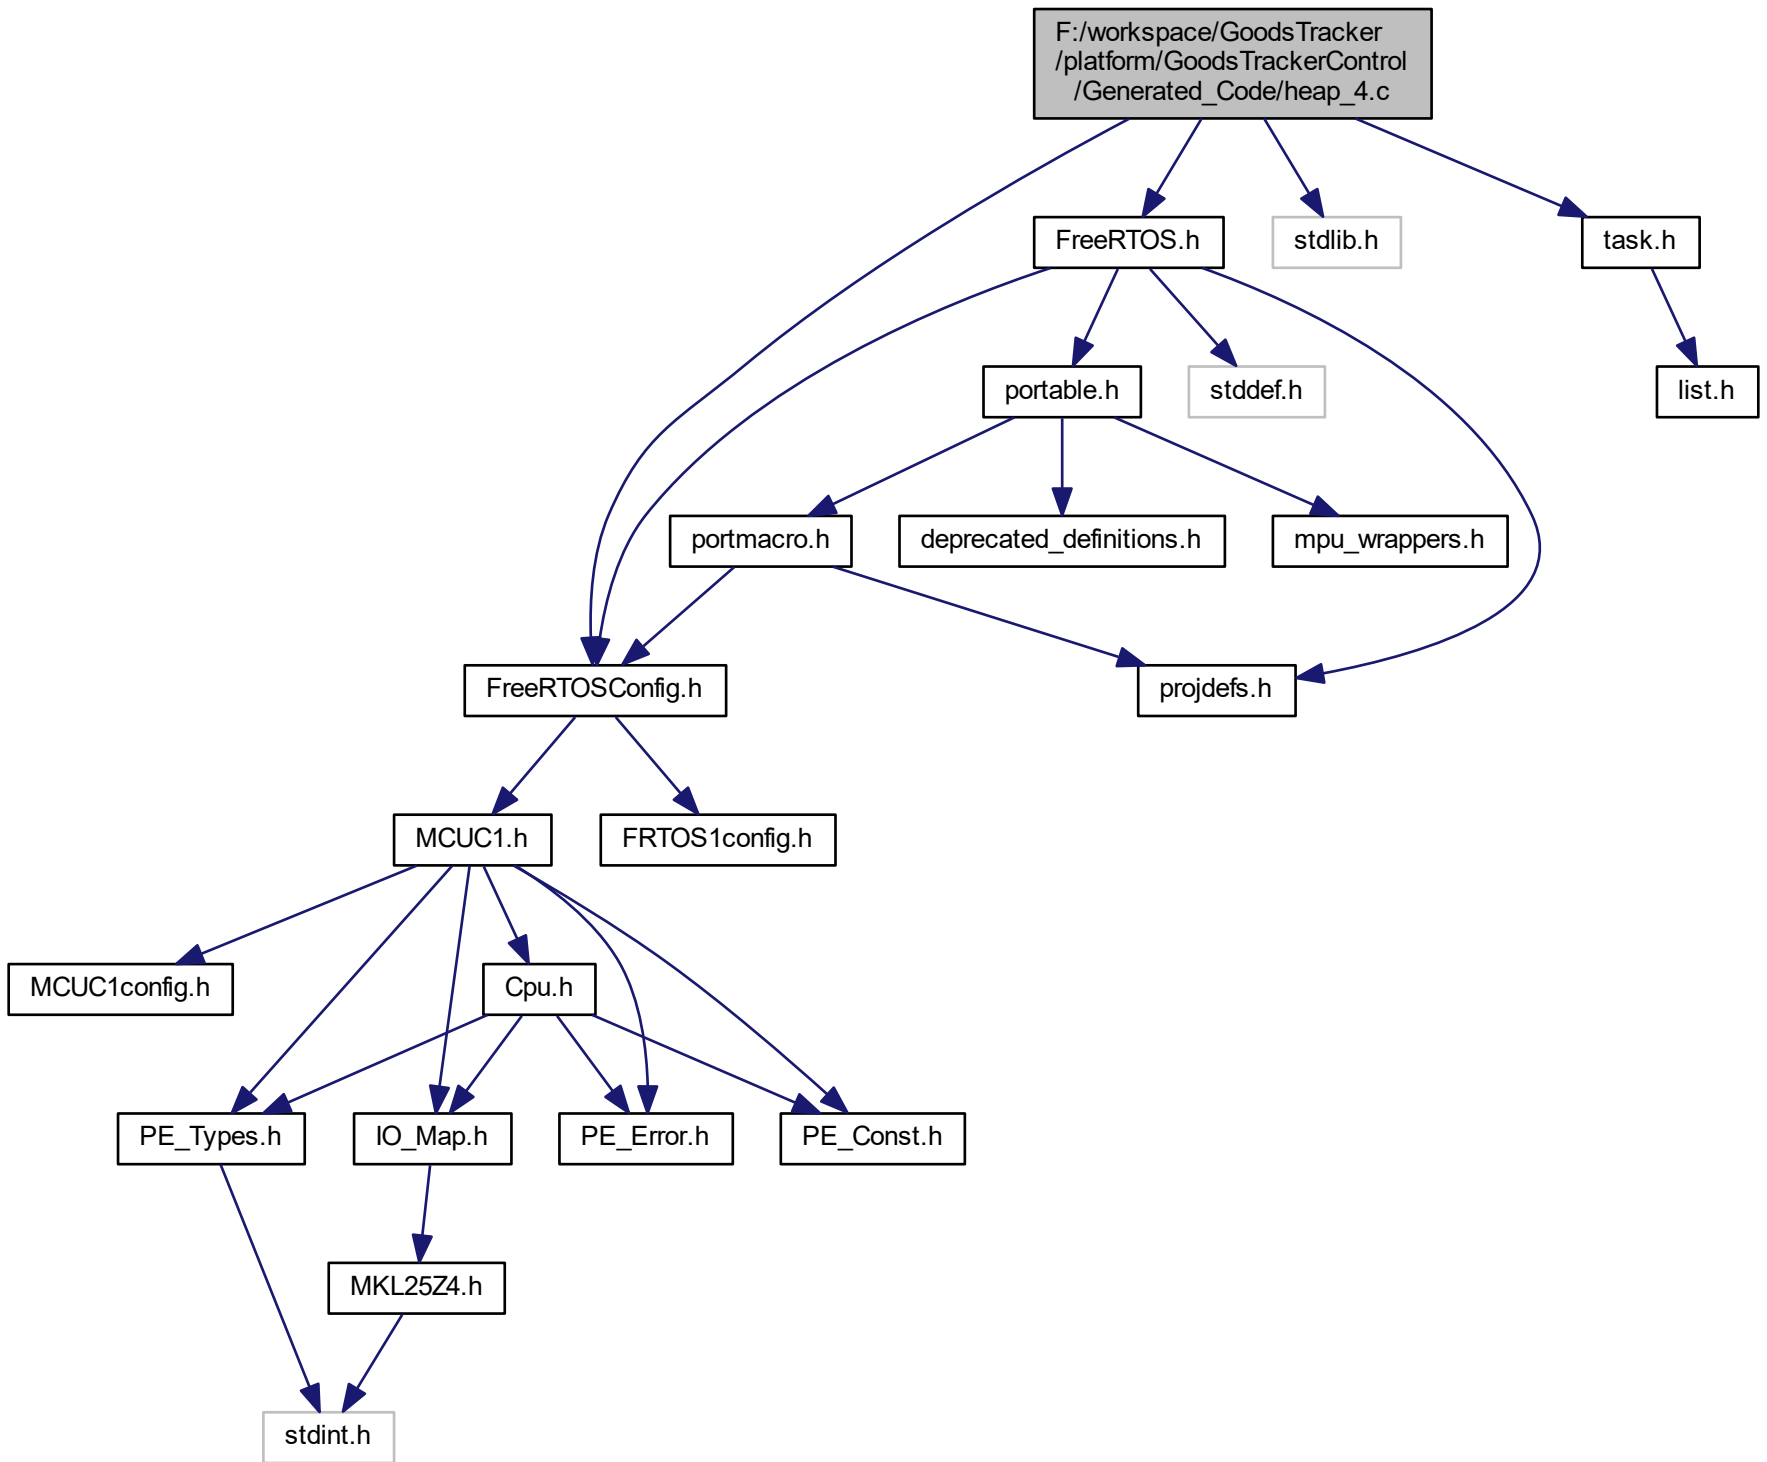 F:/workspace/GoodsTracker
/platform/GoodsTrackerControl
/Generated_Code/heap_4.c
FreeRTOS.h
stdlib.h
task.h
portable.h
stddef.h
list.h
portmacro.h
deprecated_definitions.h
mpu_wrappers.h
FreeRTOSConfig.h
projdefs.h
MCUC1.h
FRTOS1config.h
MCUC1config.h
Cpu.h
PE_Types.h
IO_Map.h
PE_Error.h
PE_Const.h
MKL25Z4.h
stdint.h